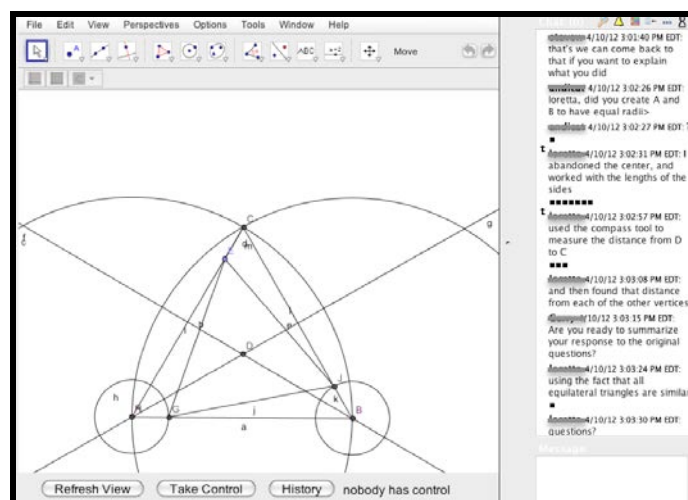 File Edit View Perspectives Options Tools Window Help
A
ABC
a=2
Move
C
g
f
c
d
m
E
l
i
p
e
D
J
h
k
A
G
j
B
a
Refresh View
Take Control
History
nobody has control
4/10/12 3:01:40 PM EDT:
that's we can come back to
that if you want to explain
what you did
4/10/12 3:02:26 PM EDT:
loretta, did you create A and
B to have equal radii>
4/10/12 3:02:27 PM EDT:
t
4/10/12 3:02:31 PM EDT: I
abandoned the center, and
worked with the lengths of the
sides
t
4/10/12 3:02:57 PM EDT:
used the compass tool to
measure the distance from D
to C
4/10/12 3:03:08 PM EDT:
and then found that distance
from each of the other vertices
4/10/12 3:03:15 PM EDT:
Are you ready to summarize
your response to the original
questions?
4/10/12 3:03:24 PM EDT:
using the fact that all
equilateral triangles are similar
4/10/12 3:03:30 PM EDT:
questions?
Message: